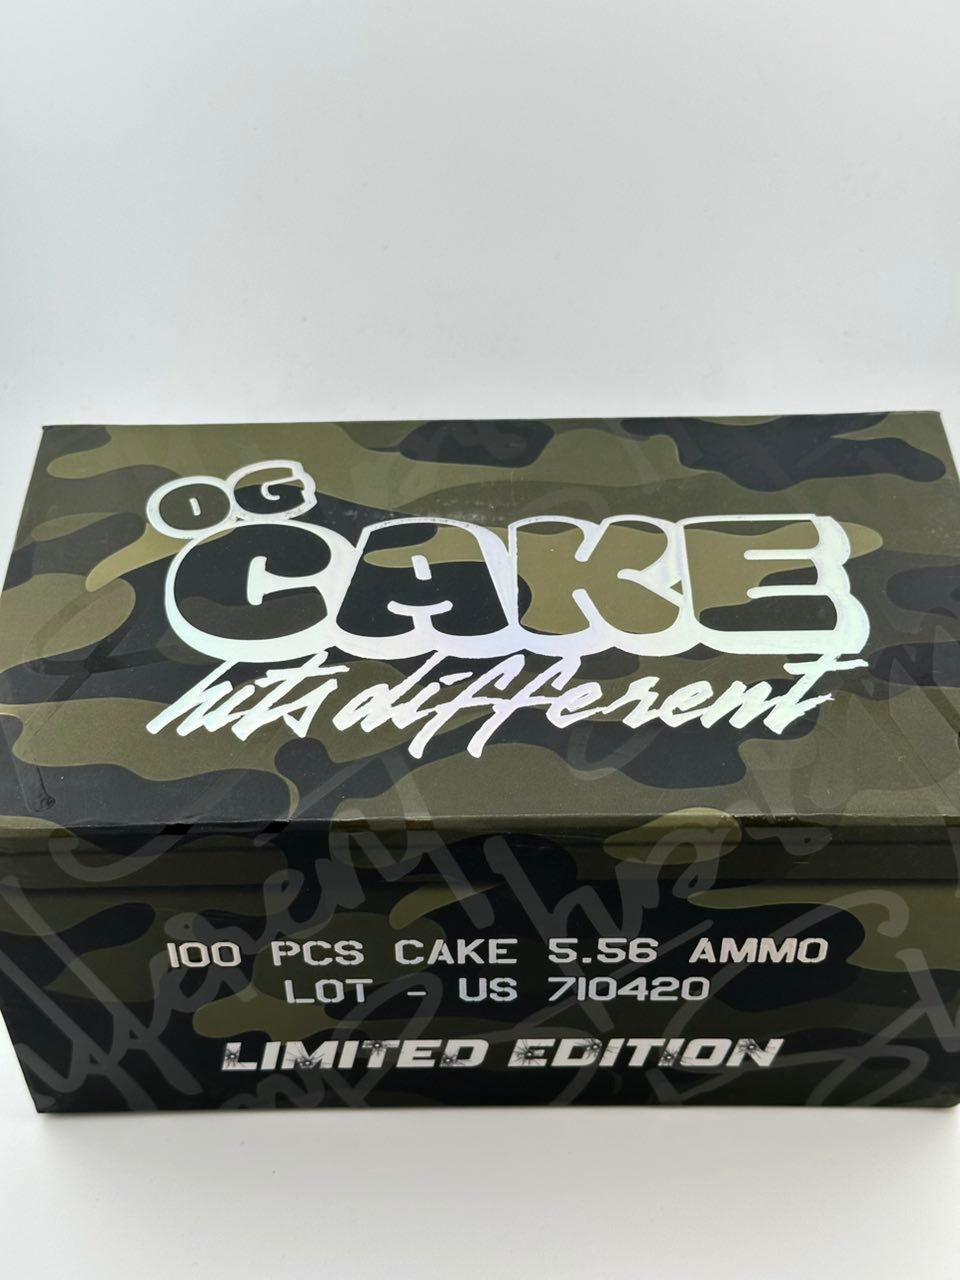 OG
CAKE
hits different
100 PCS CAKE 5.56 AMMO
LOT - US 710420
LIMITED EDITION